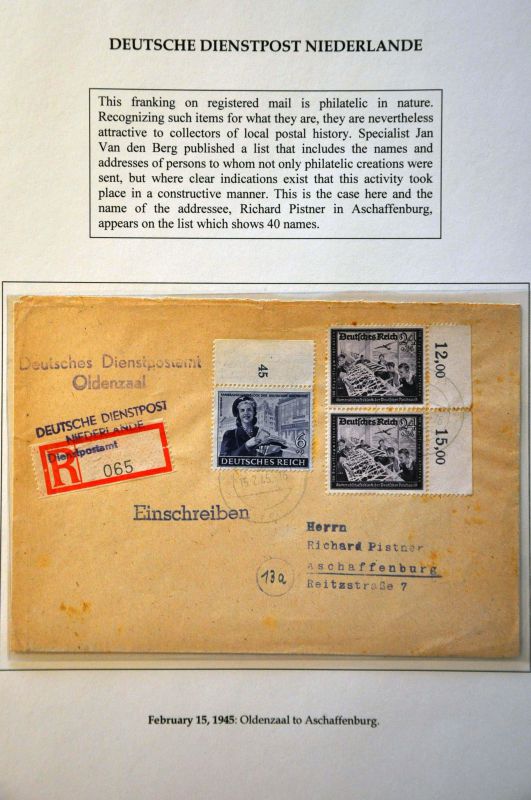 DEUTSCHE DIENSTPOST NIEDERLANDE
This franking on registered mail is philatelic in nature.
Recognizing such items for what they are, they are nevertheless
attractive to collectors of local postal history. Specialist Jan
Van den Berg published a list that includes the names and
addresses of persons to whom not only philatelic creations were
sent, but where clear indications exist that this activity took
place in a constructive manner. This is the case here and the
name of the addressee, Richard Pistner in Aschaffenburg,
appears on the list which shows 40 names.
Deutsches Dienstpostamt
Oldenzaal
DEUTSCHE DIENSTPOST
NIEDERLANDE
Dienstpostamt
R
065
45
DEUTSCHES REICH
15.2.45
Deutsches Reich
24
12,00
Deutsches Reich
24
15,00
Einschreiben
Herrn
Richard Pistner
Aschaffenburg
Reitzstraße 7
13a
February 15, 1945: Oldenzaal to Aschaffenburg.